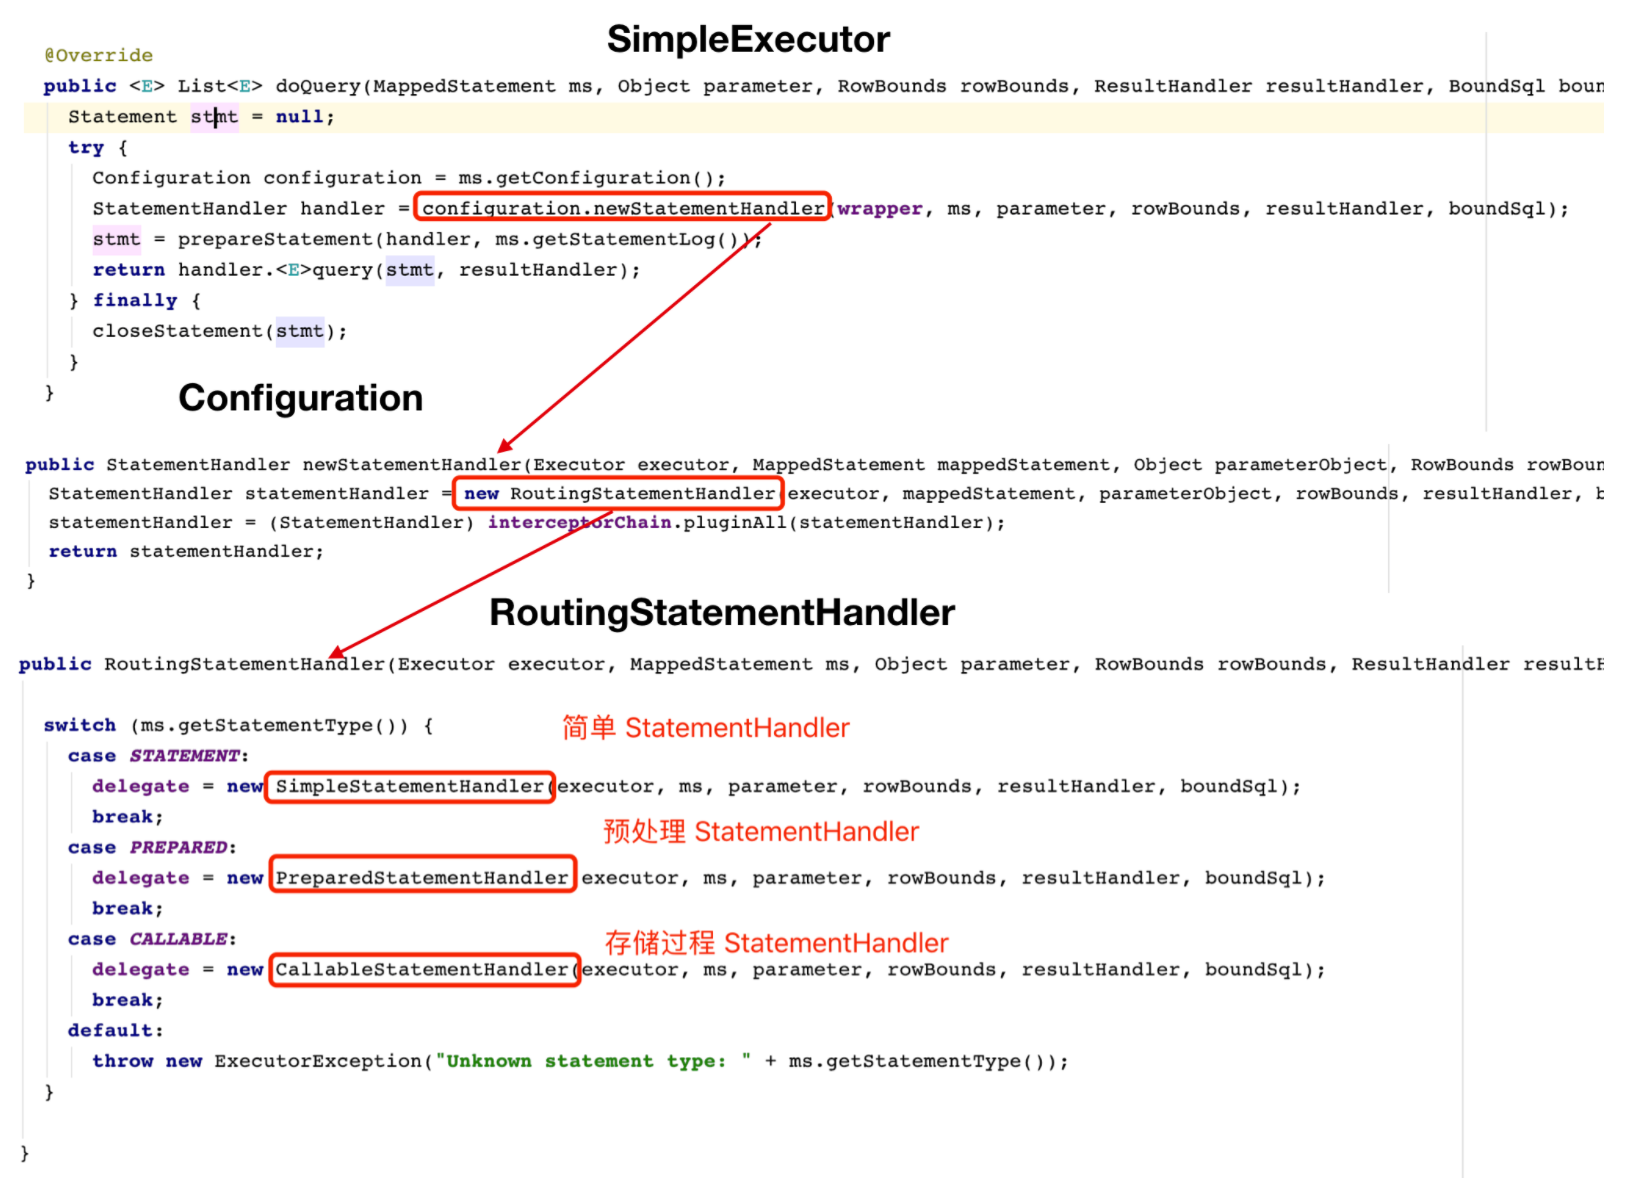 SimpleExecutor
@Override
public <E> List<E> doQuery(MappedStatement ms, Object parameter, RowBounds rowBounds, ResultHandler resultHandler, BoundSql boun
Statement stmt = null;
try {
Configuration configuration = ms.getConfiguration();
StatementHandler handler = configuration.newStatementHandler(wrapper, ms, parameter, rowBounds, resultHandler, boundSql);
stmt = prepareStatement(handler, ms.getStatementLog());
return handler.<E>query(stmt, resultHandler);
} finally {
closeStatement(stmt);
}
}
Configuration
public StatementHandler newStatementHandler(Executor executor, MappedStatement mappedStatement, Object parameterObject, RowBounds rowBoun
StatementHandler statementHandler = new RoutingStatementHandler(executor, mappedStatement, parameterObject, rowBounds, resultHandler, b
statementHandler = (StatementHandler) interceptorChain.pluginAll(statementHandler);
return statementHandler;
}
RoutingStatementHandler
public RoutingStatementHandler(Executor executor, MappedStatement ms, Object parameter, RowBounds rowBounds, ResultHandler resultH
switch (ms.getStatementType()) {
简单 StatementHandler
case STATEMENT:
delegate = new SimpleStatementHandler(executor, ms, parameter, rowBounds, resultHandler, boundSql);
break;
预处理 StatementHandler
case PREPARED:
delegate = new PreparedStatementHandler(executor, ms, parameter, rowBounds, resultHandler, boundSql);
break;
case CALLABLE:
存储过程 StatementHandler
delegate = new CallableStatementHandler(executor, ms, parameter, rowBounds, resultHandler, boundSql);
break;
default:
throw new ExecutorException("Unknown statement type: " + ms.getStatementType());
}
}